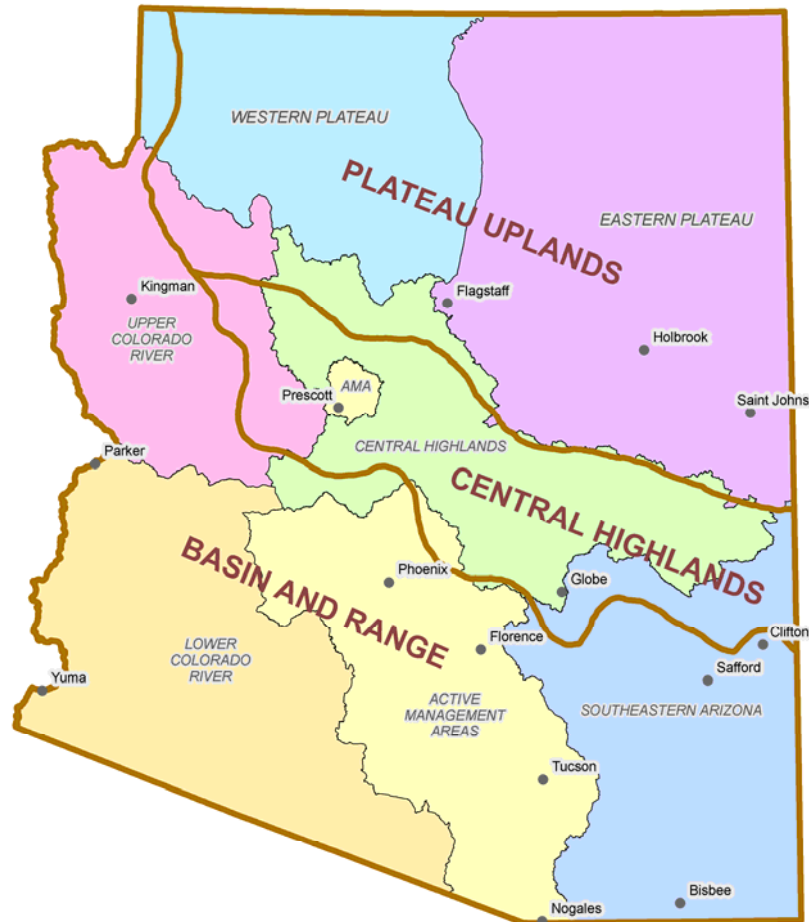 WESTERN PLATEAU
PLATEAU UPLANDS
EASTERN PLATEAU
Kingman
Flagstaff
UPPER
COLORADO
RIVER
Holbrook
AMA
Prescott
Saint Johns
CENTRAL HIGHLANDS
Parker
CENTRAL HIGHLANDS
BASIN AND RANGE
Phoenix
Globe
Florence
Clifton
LOWER
COLORADO
RIVER
Safford
Yuma
ACTIVE
MANAGEMENT
AREAS
SOUTHEASTERN ARIZONA
Tucson
Bisbee
Nogales